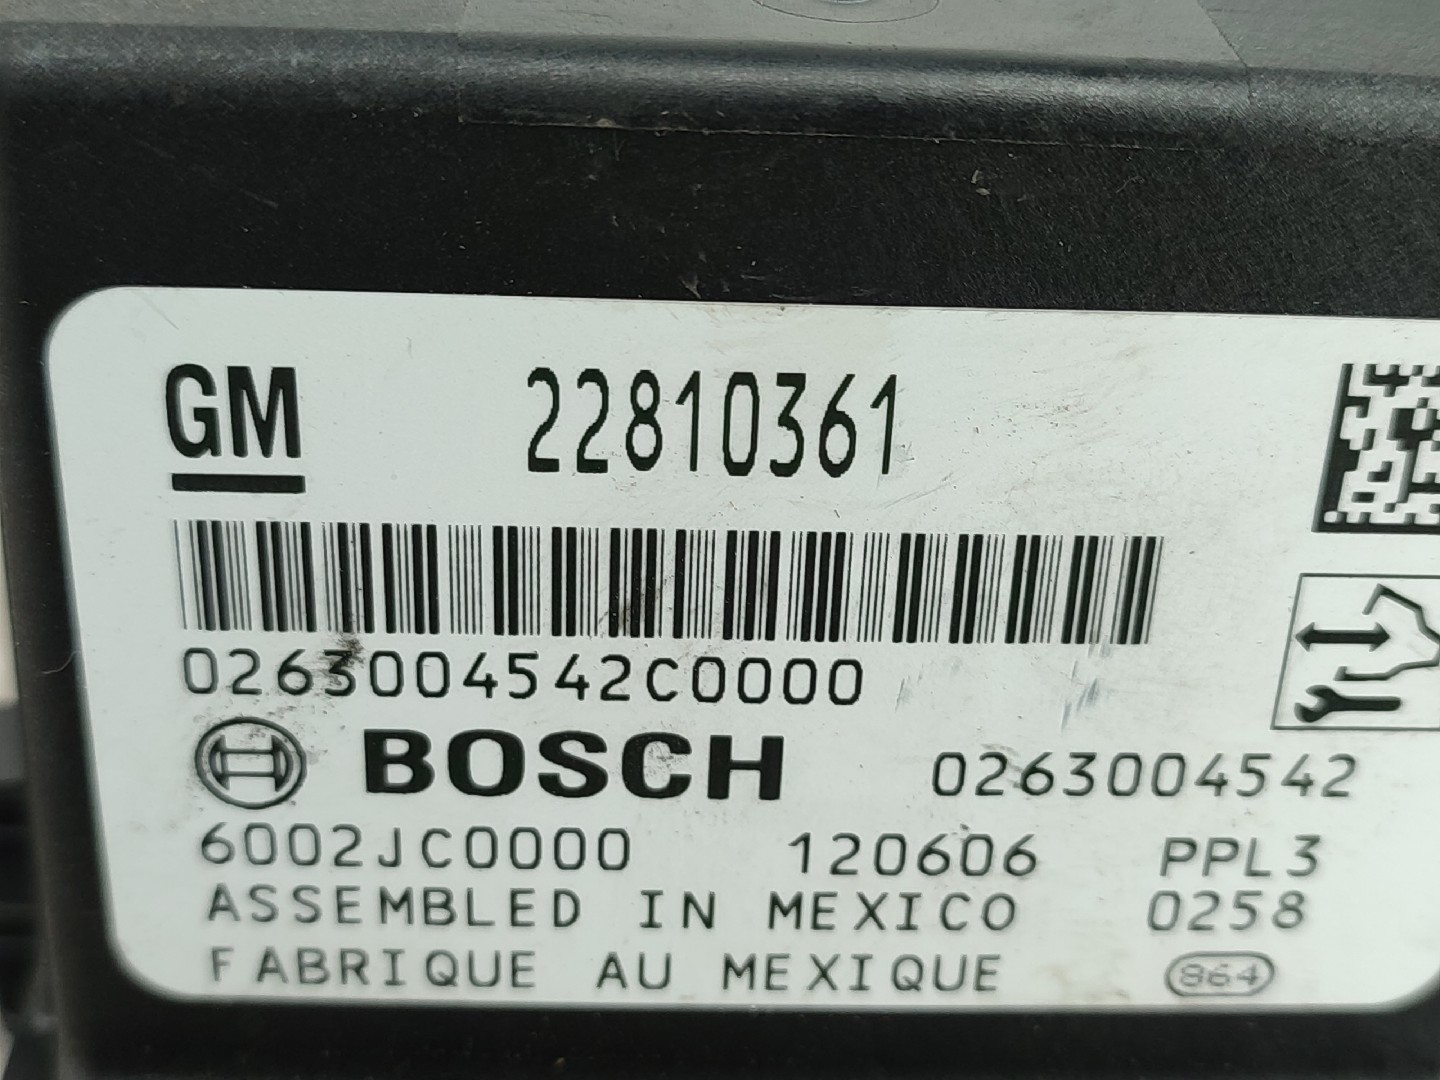 GM 22810361
0263004542C0000
BOSCH 0263004542
6002JC0000 120606 PPL3
ASSEMBLED IN MEXICO 0258
FABRIQUE AU MEXIQUE 864